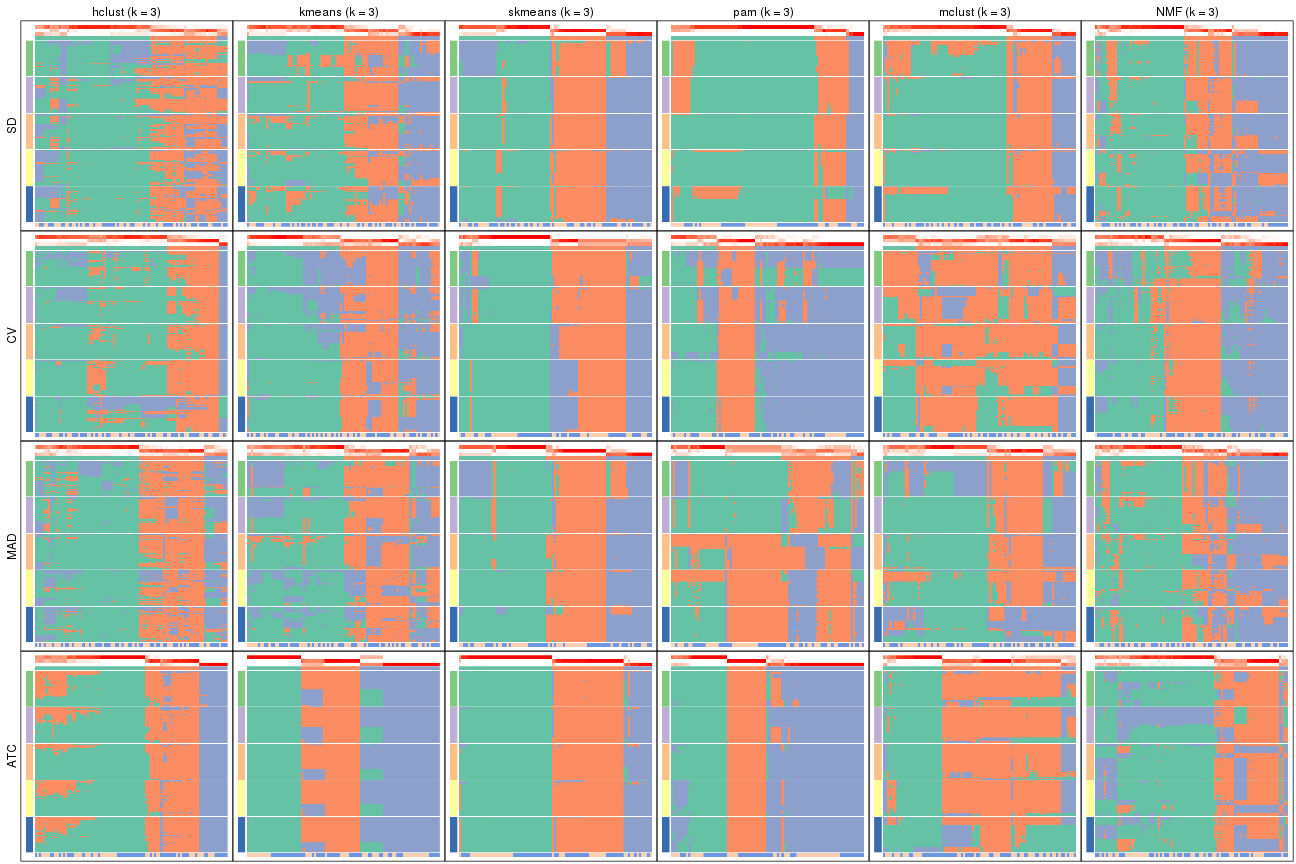 hclust (k = 3)
kmeans (k = 3)
skmeans (k = 3)
pam (k = 3)
mclust (k = 3)
NMF (k = 3)
SD
CV
MAD
ATC